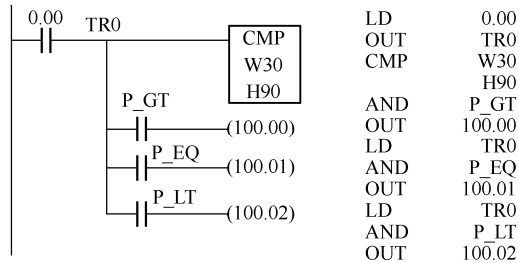 0.00
TR0
CMP
W30
H90
P_GT
(100.00)
P_EQ
(100.01)
P_LT
(100.02)
LD 0.00
OUT TR0
CMP W30
H90
AND P_GT
OUT 100.00
LD TR0
AND P_EQ
OUT 100.01
LD TR0
AND P_LT
OUT 100.02